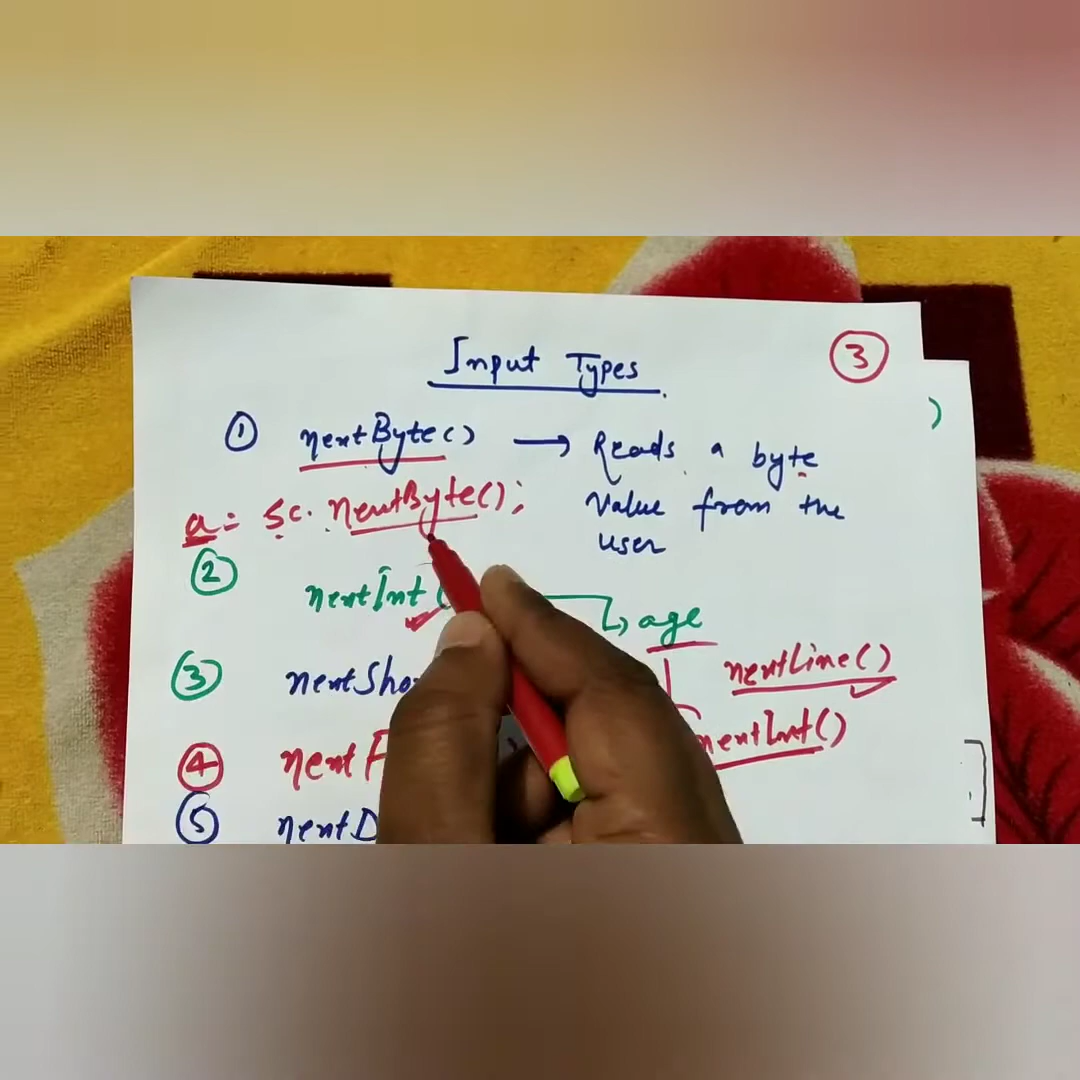 Input Types
3
① nextByte() → Reads a byte
value from the
user
a = sc. nextByte();
② nextInt ( → age
③ nextSho
nextLine()
④ nextF
nextInt()
⑤ nextD